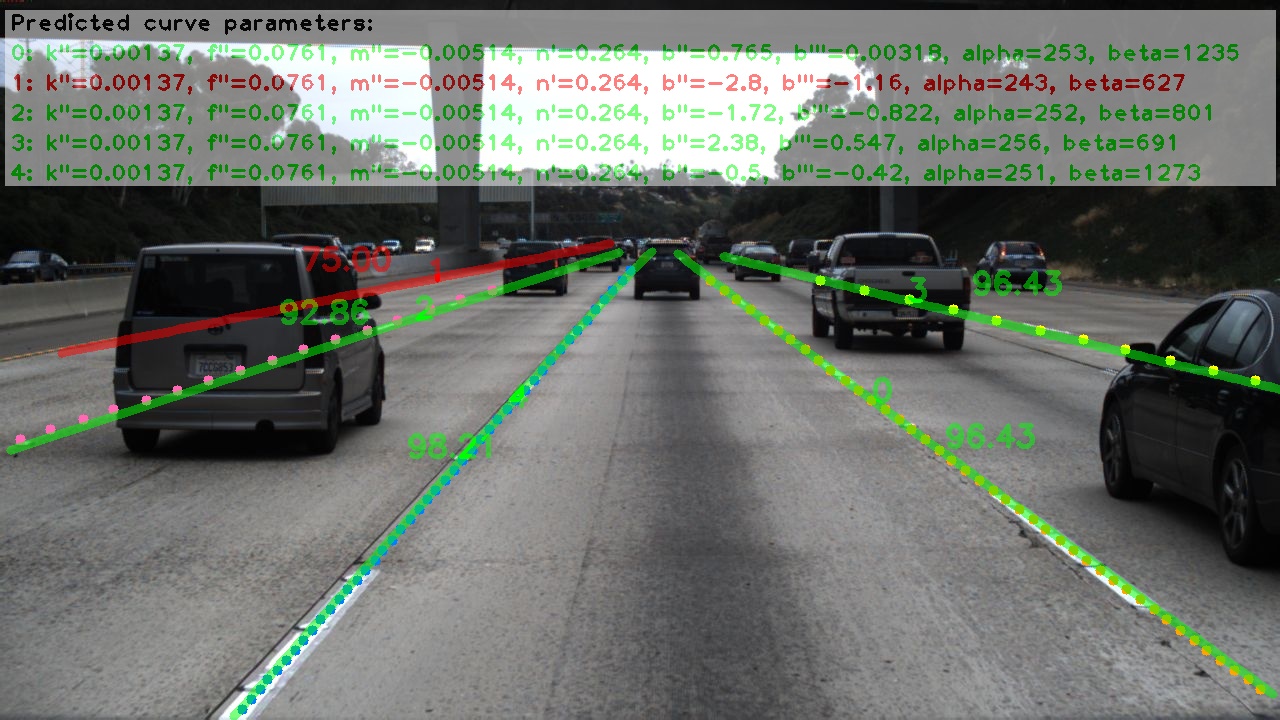 Predicted curve parameters:
0: k''=0.00137, f''=0.0761, m''=-0.00514, n'=0.264, b''=0.765, b'''=0.00318, alpha=253, beta=1235
1: k''=0.00137, f''=0.0761, m''=-0.00514, n'=0.264, b''=-2.8, b'''=-1.16, alpha=243, beta=627
2: k''=0.00137, f''=0.0761, m''=-0.00514, n'=0.264, b''=-1.72, b'''=-0.822, alpha=252, beta=801
3: k''=0.00137, f''=0.0761, m''=-0.00514, n'=0.264, b''=2.38, b'''=0.547, alpha=256, beta=691
4: k''=0.00137, f''=0.0761, m''=-0.00514, n'=0.264, b''=-0.5, b'''=-0.42, alpha=251, beta=1273
75.00
1
92.86
2
3
96.43
0
96.43
98.21